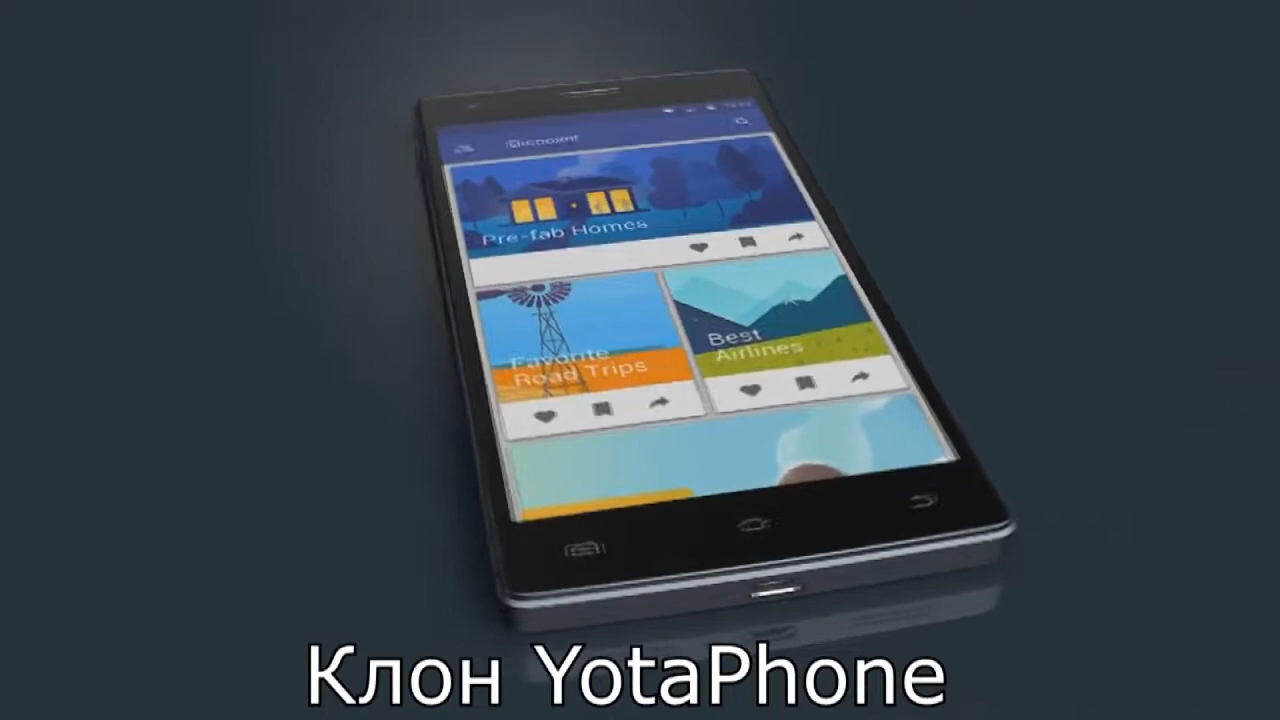 Pre-fab Homes
Favorite
Road Trips
Best
Airlines
Клон YotaPhone